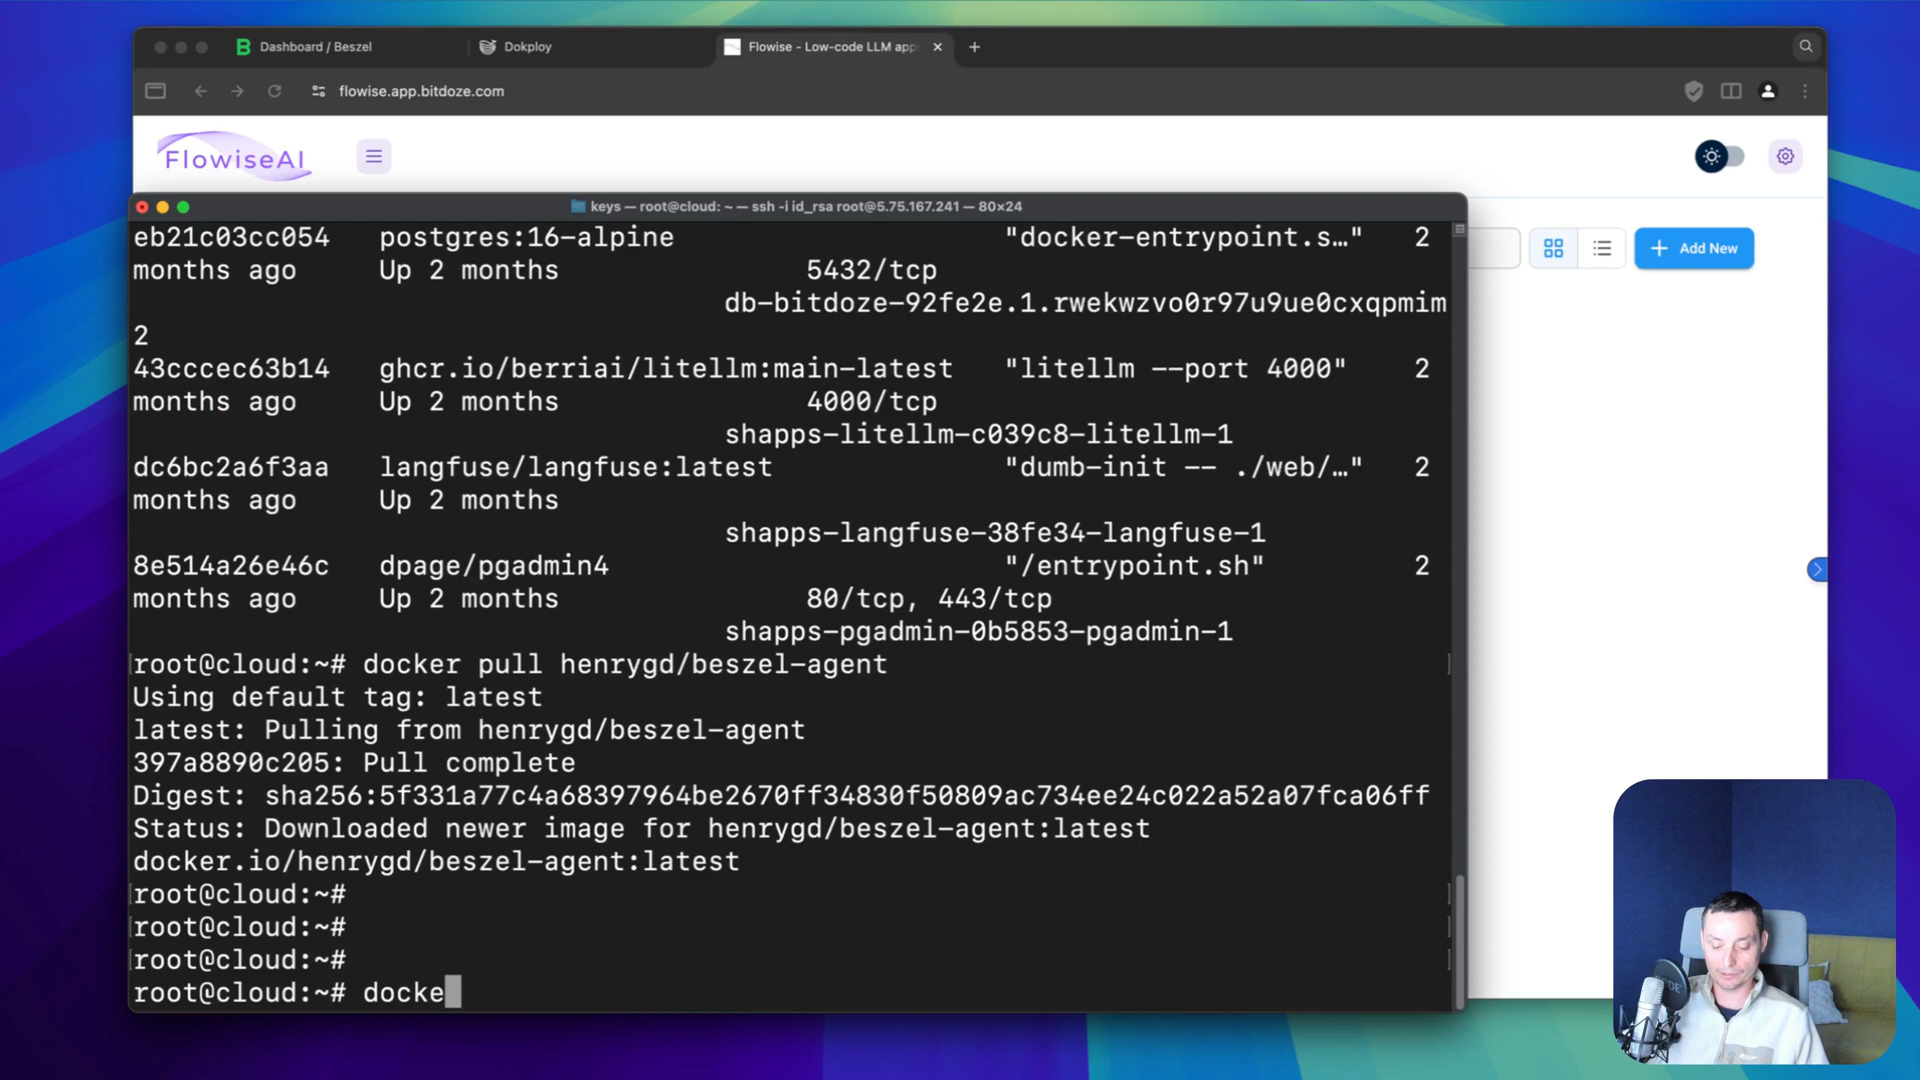 Dashboard / Beszel
Dokploy
Flowise - Low-code LLM apps
flowise.app.bitdoze.com
FlowiseAI
keys — root@cloud: ~ — ssh -i id_rsa root@5.75.167.241 — 80×24
Add New
eb21c03cc054 postgres:16-alpine "docker-entrypoint.s…" 2
months ago Up 2 months 5432/tcp
db-bitdoze-92fe2e.1.rwekwzvo0r97u9ue0cxqpmim
2
43cccec63b14 ghcr.io/berriai/litellm:main-latest "litellm --port 4000" 2
months ago Up 2 months 4000/tcp
shapps-litellm-c039c8-litellm-1
dc6bc2a6f3aa langfuse/langfuse:latest "dumb-init -- ./web/…" 2
months ago Up 2 months
shapps-langfuse-38fe34-langfuse-1
8e514a26e46c dpage/pgadmin4 "/entrypoint.sh" 2
months ago Up 2 months 80/tcp, 443/tcp
shapps-pgadmin-0b5853-pgadmin-1
[root@cloud:~# docker pull henrygd/beszel-agent ]
Using default tag: latest
latest: Pulling from henrygd/beszel-agent
397a8890c205: Pull complete
Digest: sha256:5f331a77c4a68397964be2670ff34830f50809ac734ee24c022a52a07fca06ff
Status: Downloaded newer image for henrygd/beszel-agent:latest
docker.io/henrygd/beszel-agent:latest
[root@cloud:~# ]
[root@cloud:~# ]
[root@cloud:~# ]
root@cloud:~# docke